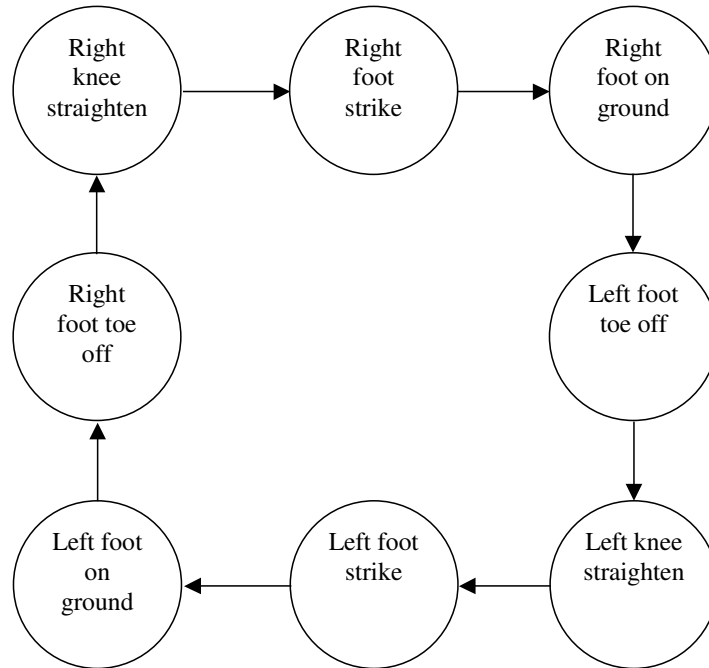 Right
knee
straighten
Right
foot
strike
Right
foot on
ground
Right
foot toe
off
Left foot
toe off
Left foot
on
ground
Left foot
strike
Left knee
straighten